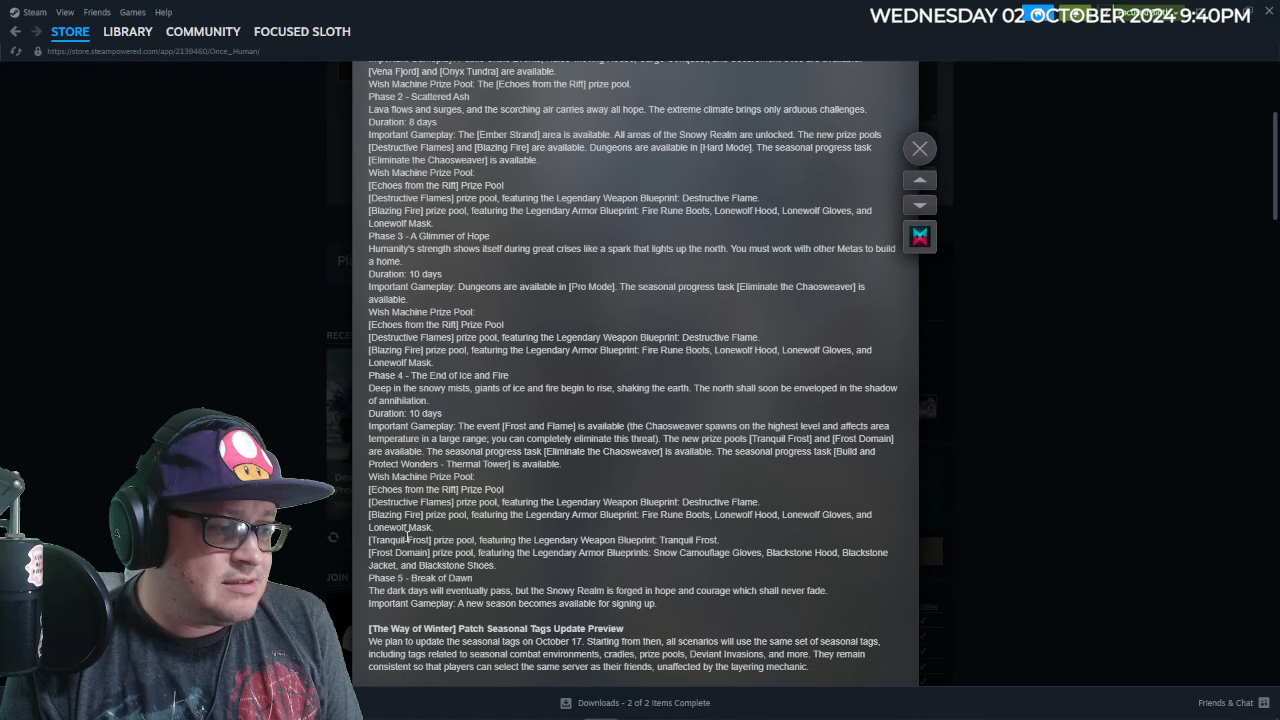 Steam View Friends Games Help
WEDNESDAY 02 OCTOBER 2024 9:40PM
STORE LIBRARY COMMUNITY FOCUSED SLOTH
https://store.steampowered.com/app/2139460/Once_Human/
[Vena Fjord] and [Onyx Tundra] are available.
Wish Machine Prize Pool: The [Echoes from the Rift] prize pool.
Phase 2 - Scattered Ash
Lava flows and surges, and the scorching air carries away all hope. The extreme climate brings only arduous challenges.
Duration: 8 days
Important Gameplay: The [Ember Strand] area is available. All areas of the Snowy Realm are unlocked. The new prize pools
[Destructive Flames] and [Blazing Fire] are available. Dungeons are available in [Hard Mode]. The seasonal progress task
[Eliminate the Chaosweaver] is available.
Wish Machine Prize Pool:
[Echoes from the Rift] Prize Pool
[Destructive Flames] prize pool, featuring the Legendary Weapon Blueprint: Destructive Flame.
[Blazing Fire] prize pool, featuring the Legendary Armor Blueprint: Fire Rune Boots, Lonewolf Hood, Lonewolf Gloves, and
Lonewolf Mask.
Phase 3 - A Glimmer of Hope
Humanity's strength shows itself during great crises like a spark that lights up the north. You must work with other Metas to build
a home.
Duration: 10 days
Important Gameplay: Dungeons are available in [Pro Mode]. The seasonal progress task [Eliminate the Chaosweaver] is
available.
Wish Machine Prize Pool:
[Echoes from the Rift] Prize Pool
[Destructive Flames] prize pool, featuring the Legendary Weapon Blueprint: Destructive Flame.
[Blazing Fire] prize pool, featuring the Legendary Armor Blueprint: Fire Rune Boots, Lonewolf Hood, Lonewolf Gloves, and
Lonewolf Mask.
Phase 4 - The End of Ice and Fire
Deep in the snowy mists, giants of ice and fire begin to rise, shaking the earth. The north shall soon be enveloped in the shadow
of annihilation.
Duration: 10 days
Important Gameplay: The event [Frost and Flame] is available (the Chaosweaver spawns on the highest level and affects area
temperature in a large range; you can completely eliminate this threat). The new prize pools [Tranquil Frost] and [Frost Domain]
are available. The seasonal progress task [Eliminate the Chaosweaver] is available. The seasonal progress task [Build and
Protect Wonders - Thermal Tower] is available.
Wish Machine Prize Pool:
[Echoes from the Rift] Prize Pool
[Destructive Flames] prize pool, featuring the Legendary Weapon Blueprint: Destructive Flame.
[Blazing Fire] prize pool, featuring the Legendary Armor Blueprint: Fire Rune Boots, Lonewolf Hood, Lonewolf Gloves, and
Lonewolf Mask.
[Tranquil Frost] prize pool, featuring the Legendary Weapon Blueprint: Tranquil Frost.
[Frost Domain] prize pool, featuring the Legendary Armor Blueprints: Snow Camouflage Gloves, Blackstone Hood, Blackstone
Jacket, and Blackstone Shoes.
Phase 5 - Break of Dawn
The dark days will eventually pass, but the Snowy Realm is forged in hope and courage which shall never fade.
Important Gameplay: A new season becomes available for signing up.
[The Way of Winter] Patch Seasonal Tags Update Preview
We plan to update the seasonal tags on October 17. Starting from then, all scenarios will use the same set of seasonal tags,
including tags related to seasonal combat environments, cradles, prize pools, Deviant Invasions, and more. They remain
consistent so that players can select the same server as their friends, unaffected by the layering mechanic.
Downloads - 2 of 2 Items Complete
Friends & Chat